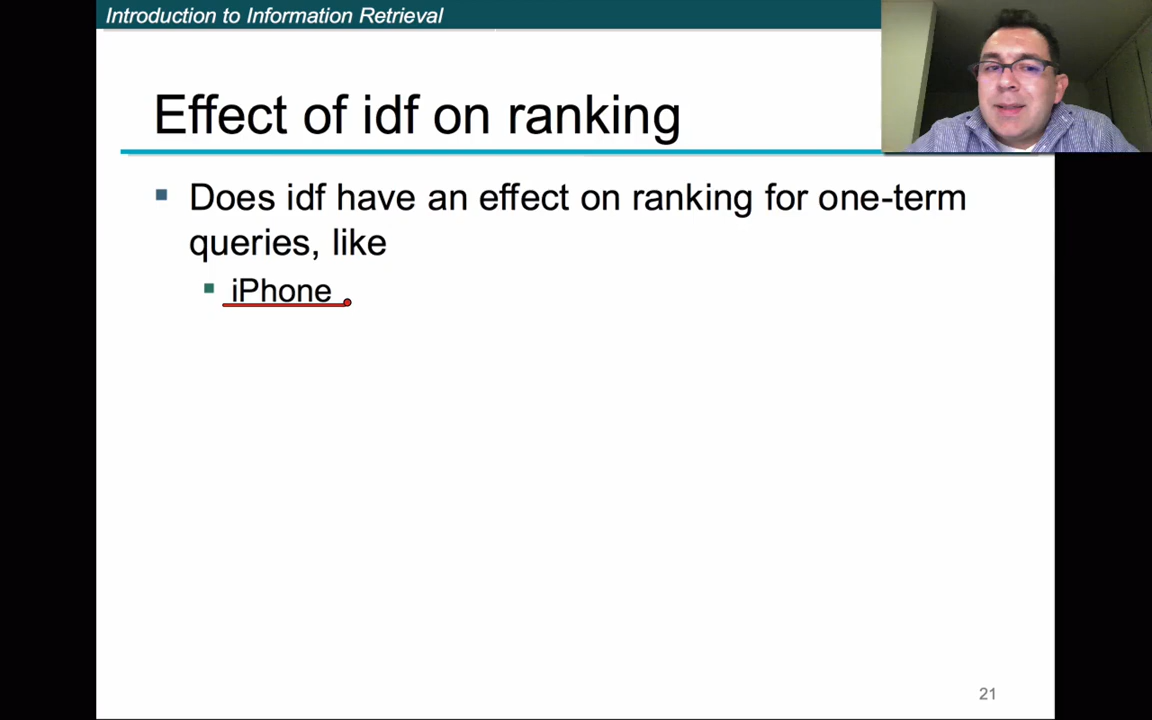 Introduction to Information Retrieval
Effect of idf on ranking
Does idf have an effect on ranking for one-term
queries, like
iPhone
21